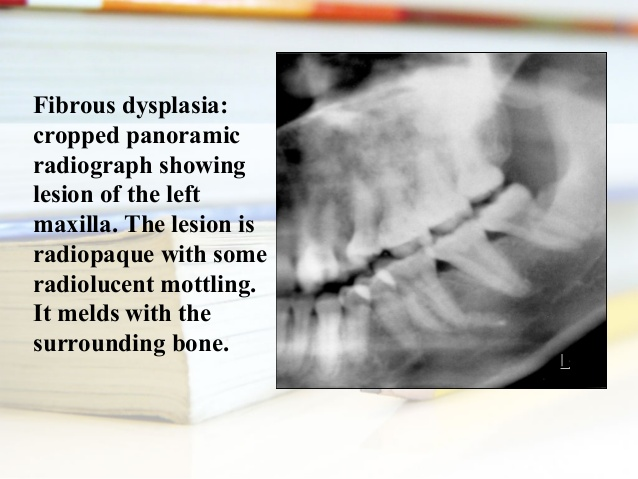 Fibrous dysplasia:
cropped panoramic
radiograph showing
lesion of the left
maxilla. The lesion is
radiopaque with some
radiolucent mottling.
It melds with the
surrounding bone.
L